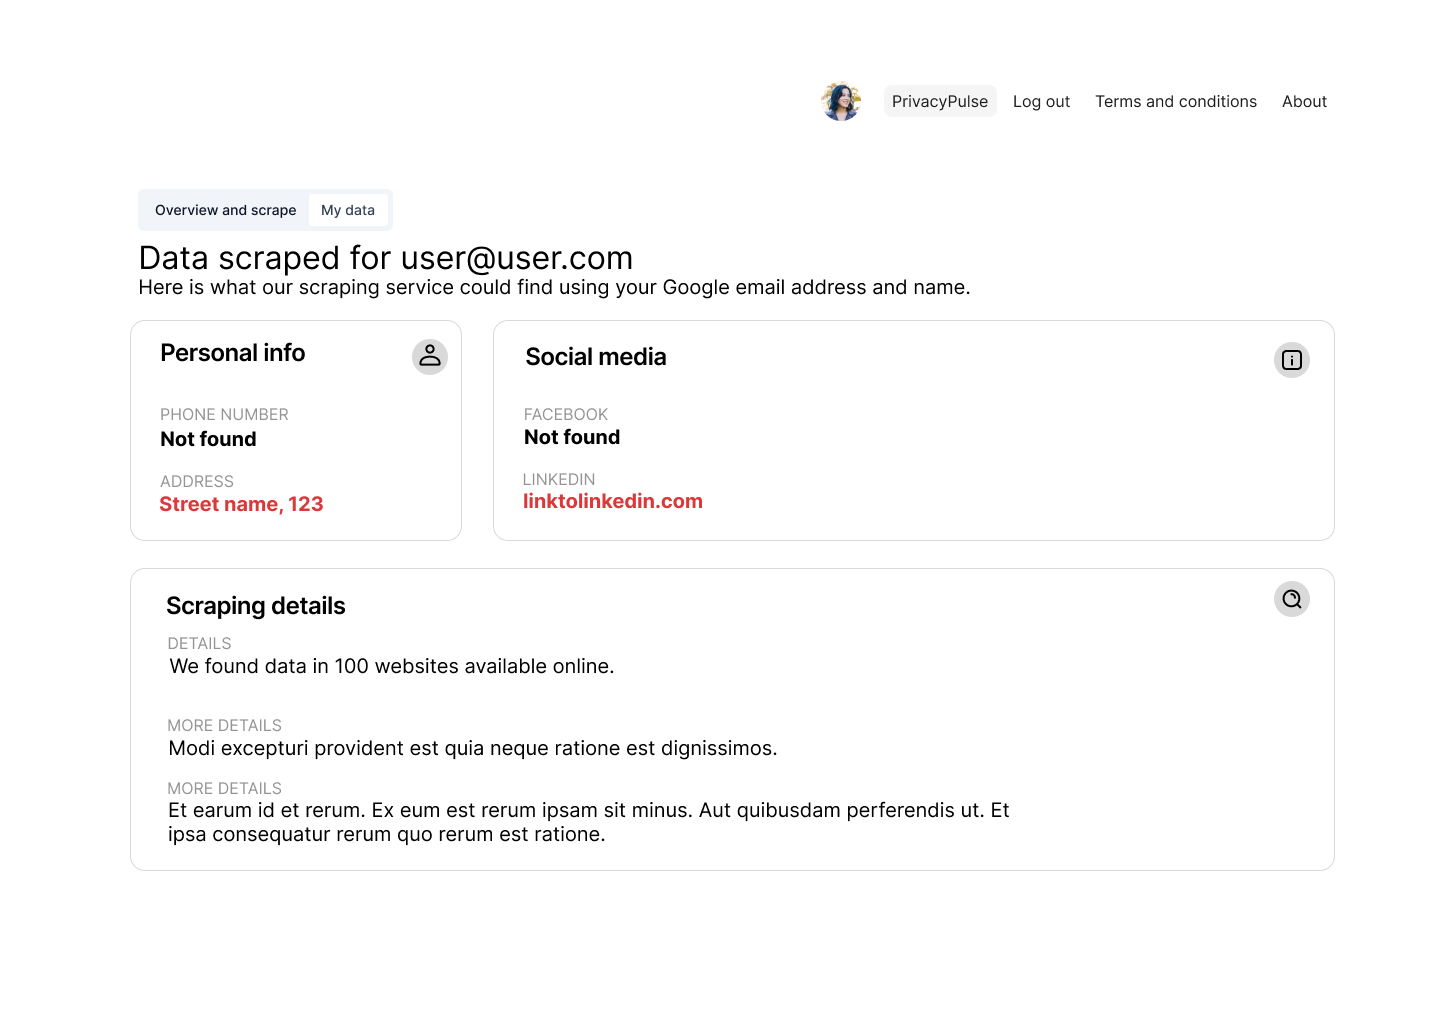 PrivacyPulse Log out Terms and conditions About
Overview and scrape My data
Data scraped for user@user.com
Here is what our scraping service could find using your Google email address and name.
Personal info
PHONE NUMBER
Not found
ADDRESS
Street name, 123
Social media
FACEBOOK
Not found
LINKEDIN
linktolinkedin.com
Scraping details
DETAILS
We found data in 100 websites available online.
MORE DETAILS
Modi excepturi provident est quia neque ratione est dignissimos.
MORE DETAILS
Et earum id et rerum. Ex eum est rerum ipsam sit minus. Aut quibusdam perferendis ut. Et
ipsa consequatur rerum quo rerum est ratione.